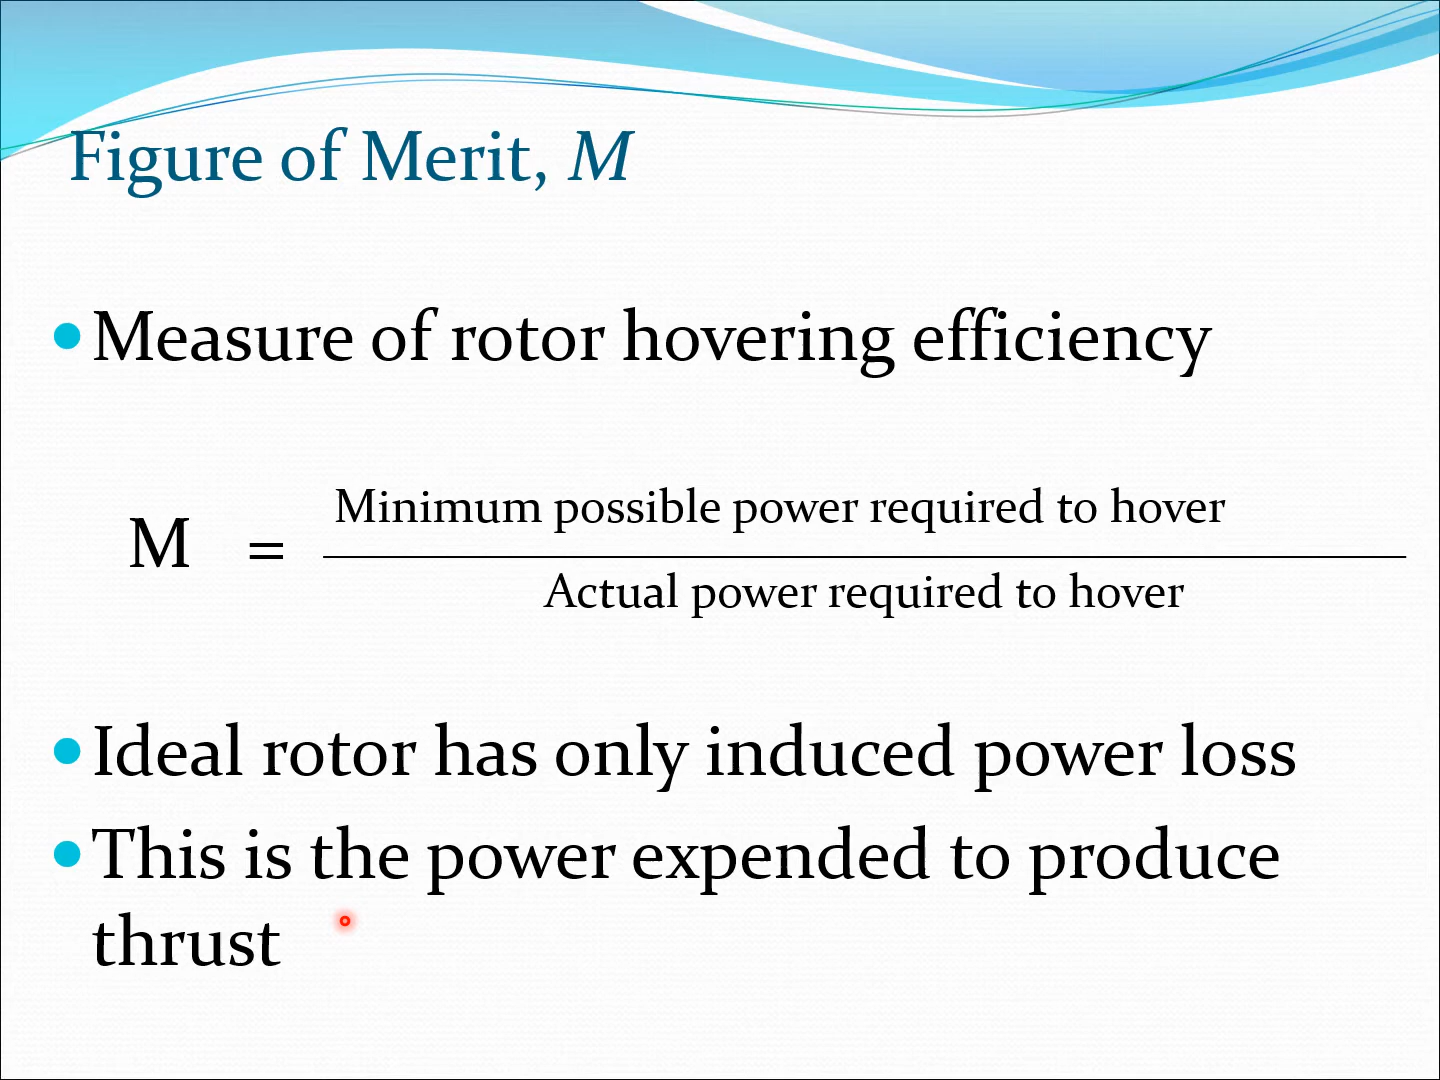 Figure of Merit, M
• Measure of rotor hovering efficiency
Minimum possible power required to hover
M =
Actual power required to hover
• Ideal rotor has only induced power loss
• This is the power expended to produce
thrust